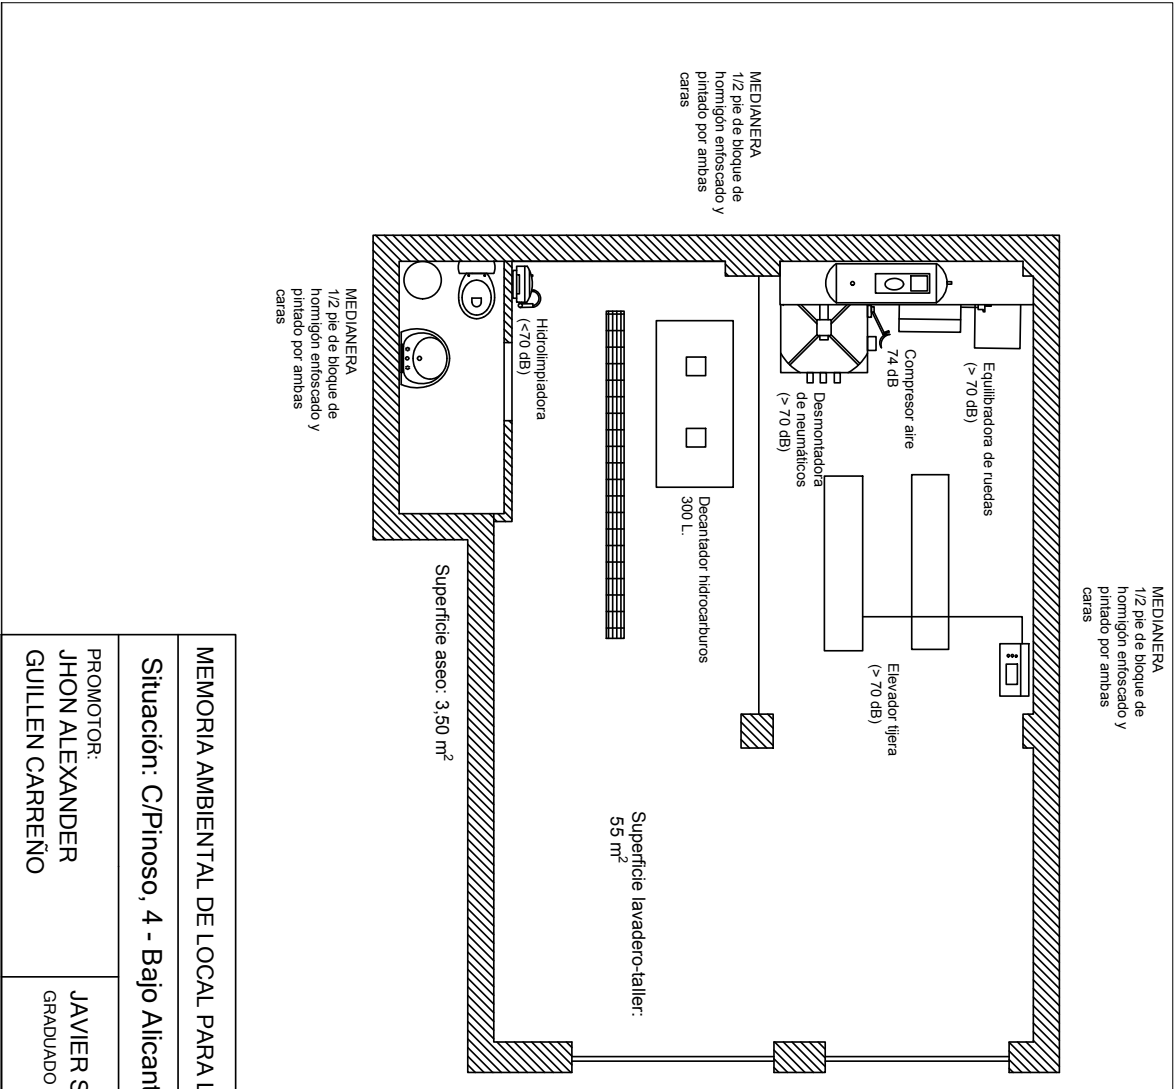 MEDIANERA
1/2 pie de bloque de
hormigón enfoscado y
pintado por ambas
caras
MEDIANERA
1/2 pie de bloque de
hormigón enfoscado y
pintado por ambas
caras
Equilibradora de ruedas
(> 70 dB)
Compresor aire
74 dB
Desmontadora
de neumáticos
(> 70 dB)
Elevador tijera
(> 70 dB)
Decantador hidrocarburos
300 L.
Hidrolimpiadora
(<70 dB)
Superficie lavadero-taller:
55 m²
MEDIANERA
1/2 pie de bloque de
hormigón enfoscado y
pintado por ambas
caras
Superficie aseo: 3,50 m²
MEMORIA AMBIENTAL DE LOCAL PARA L
Situación: C/Pinoso, 4 - Bajo Alicant
PROMOTOR:
JHON ALEXANDER
GUILLEN CARREÑO
JAVIER S
GRADUADO